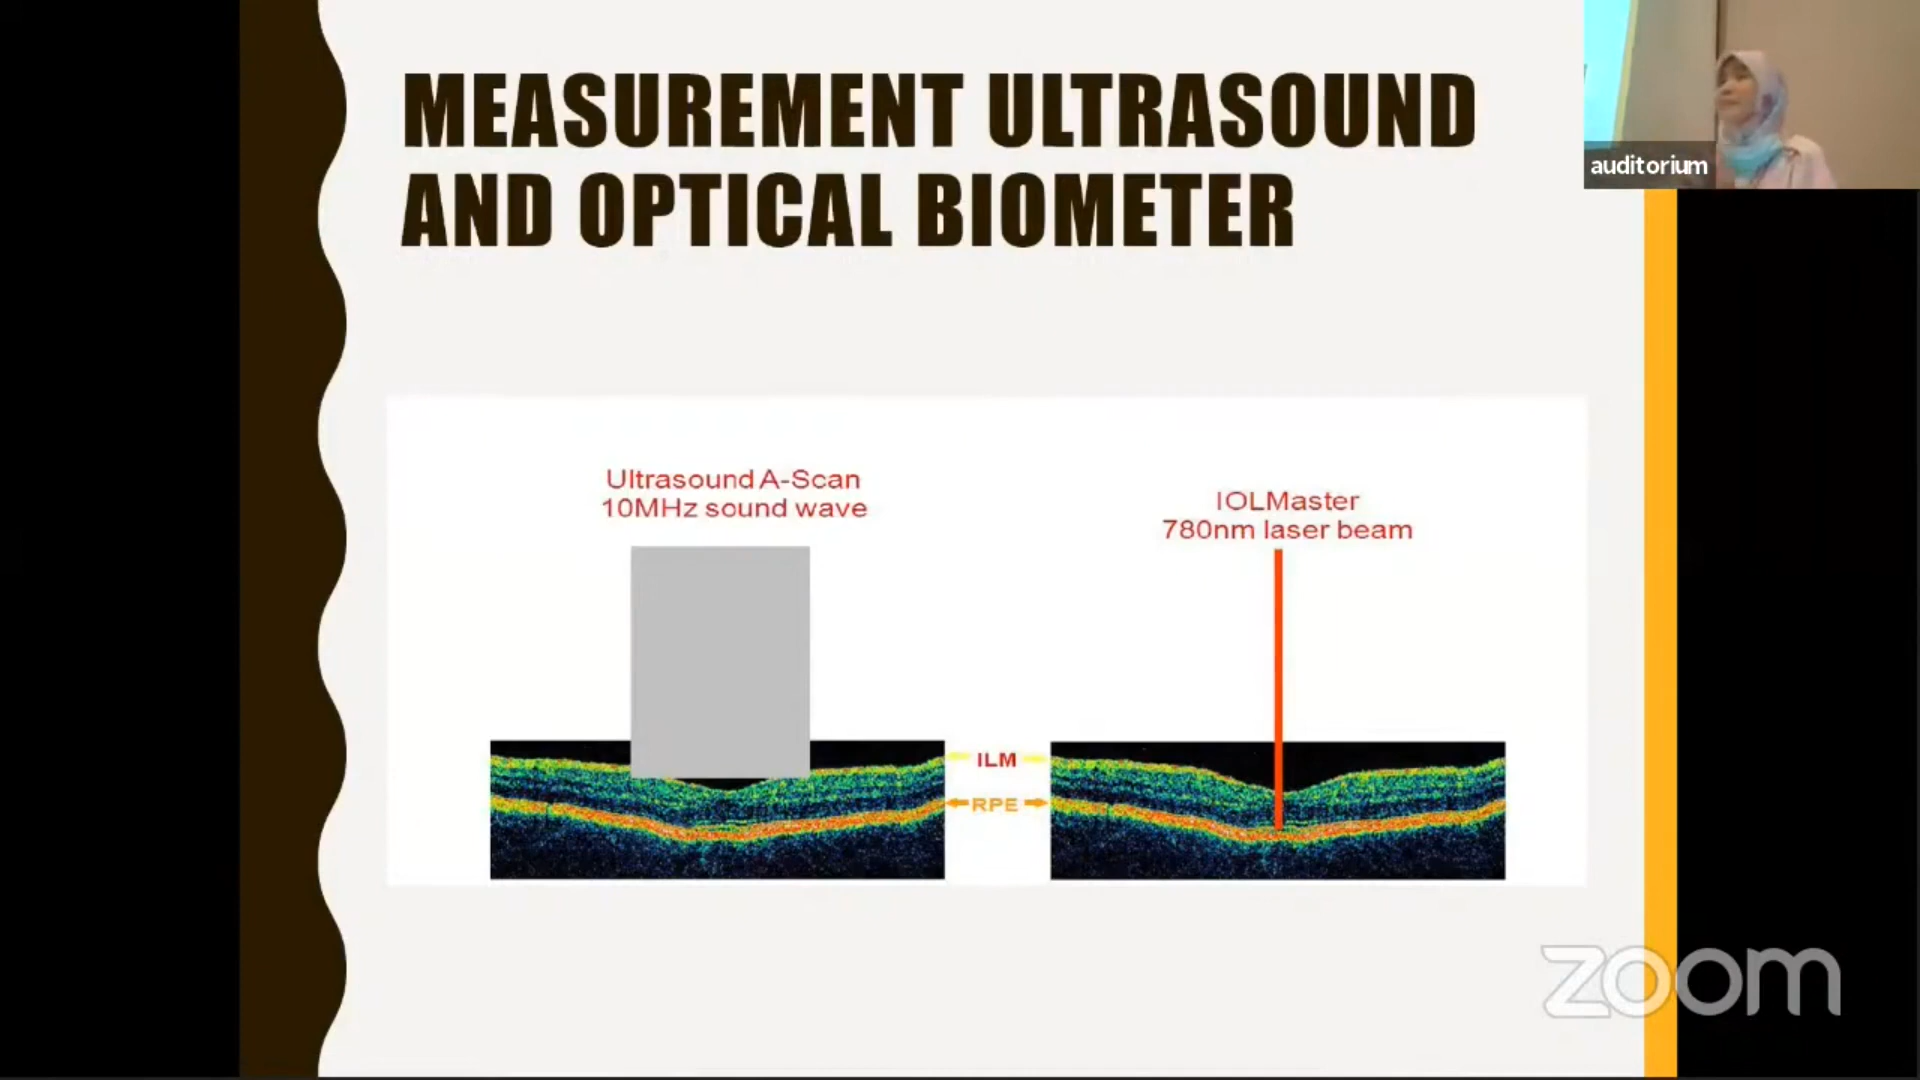 MEASUREMENT ULTRASOUND
AND OPTICAL BIOMETER
auditorium
Ultrasound A-Scan
10MHz sound wave
IOLMaster
780nm laser beam
ILM
RPE
zoom